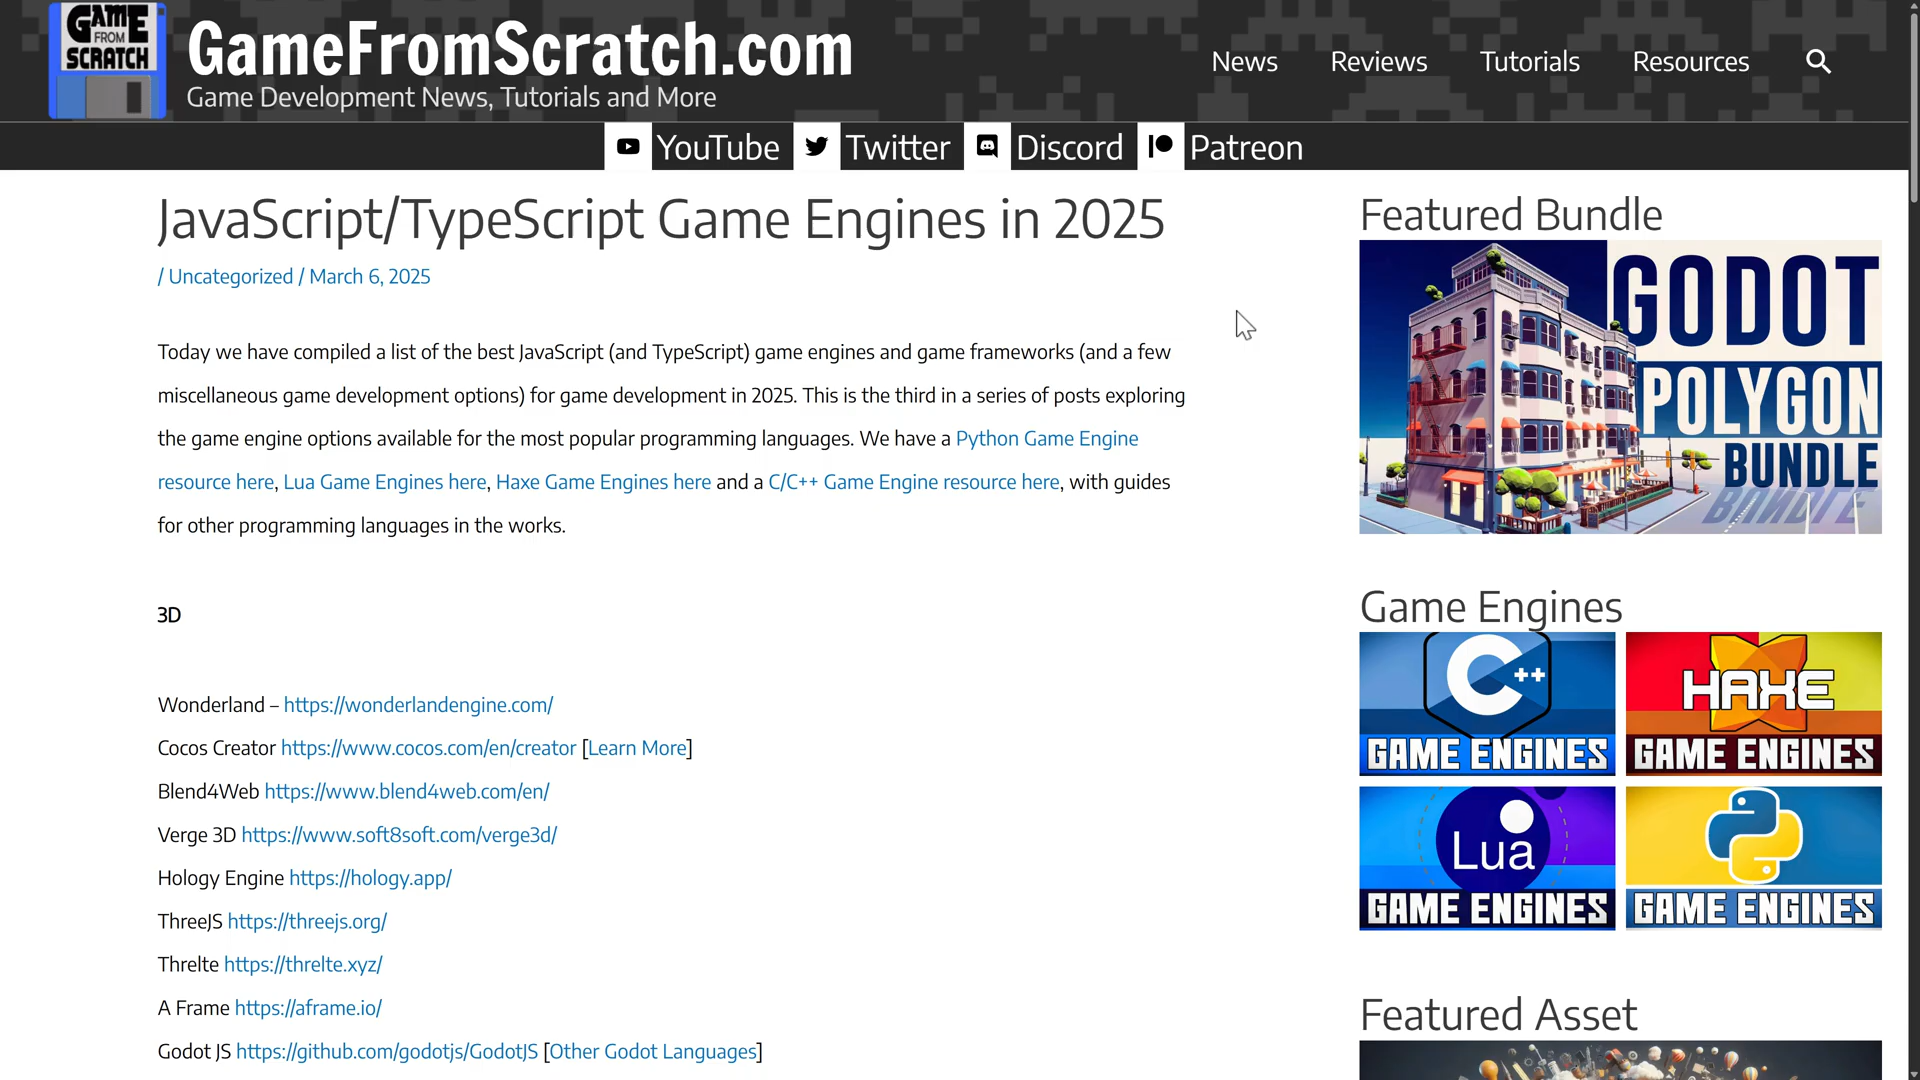 GAME
FROM
SCRATCH
GameFromScratch.com
Game Development News, Tutorials and More
News
Reviews
Tutorials
Resources
YouTube
Twitter
Discord
Patreon
JavaScript/TypeScript Game Engines in 2025
/ Uncategorized / March 6, 2025
Today we have compiled a list of the best JavaScript (and TypeScript) game engines and game frameworks (and a few
miscellaneous game development options) for game development in 2025. This is the third in a series of posts exploring
the game engine options available for the most popular programming languages. We have a Python Game Engine
resource here, Lua Game Engines here, Haxe Game Engines here and a C/C++ Game Engine resource here, with guides
for other programming languages in the works.
3D
Wonderland – https://wonderlandengine.com/
Cocos Creator https://www.cocos.com/en/creator [Learn More]
Blend4Web https://www.blend4web.com/en/
Verge 3D https://www.soft8soft.com/verge3d/
Hology Engine https://hology.app/
ThreeJS https://threejs.org/
Threlte https://threlte.xyz/
A Frame https://aframe.io/
Godot JS https://github.com/godotjs/GodotJS [Other Godot Languages]
Featured Bundle
GODOT
POLYGON
BUNDLE
Game Engines
C++
GAME ENGINES
HAXE
GAME ENGINES
Lua
GAME ENGINES
GAME ENGINES
Featured Asset